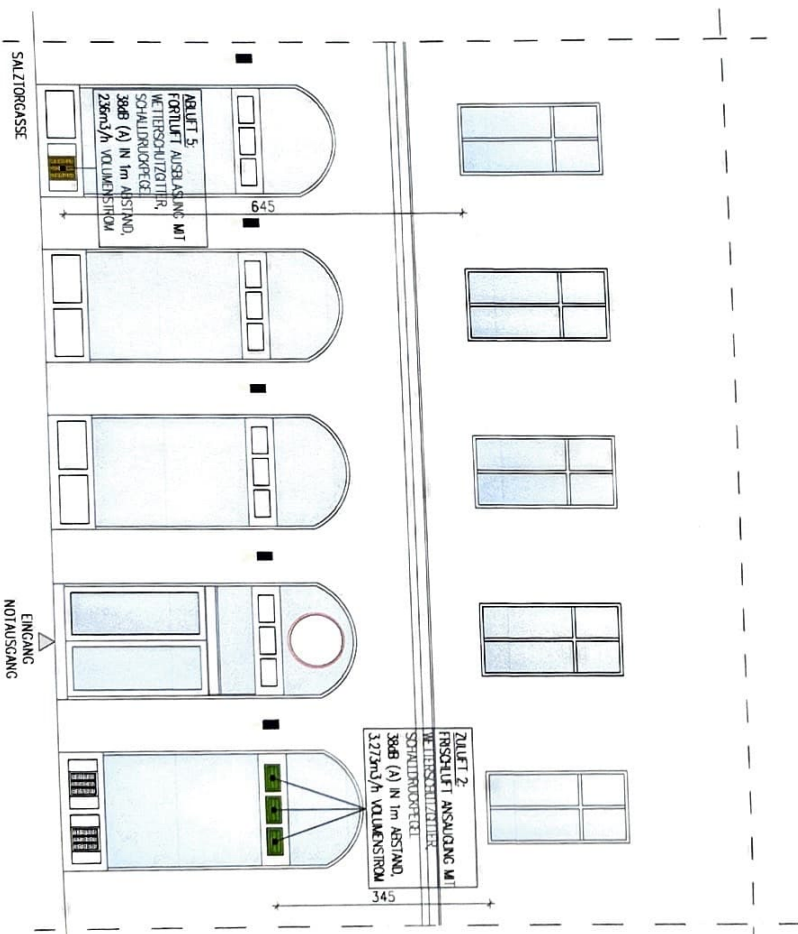 SALZTORGASSE
ABLUFT 5:
FORTLUFT AUSBLASUNG MIT
WETTERSCHUTZGITTER,
SCHALLDRUCKPEGEL
38dB (A) IN 1m ABSTAND,
236m3/h VOLUMENSTROM
645
EINGANG
NOTAUSGANG
ZULUFT 2:
FRISCHLUFT ANSAUGUNG MIT
WETTERSCHUTZGITTER,
SCHALLDRUCKPEGEL
38dB (A) IN 1m ABSTAND,
3.273m3/h VOLUMENSTROM
345